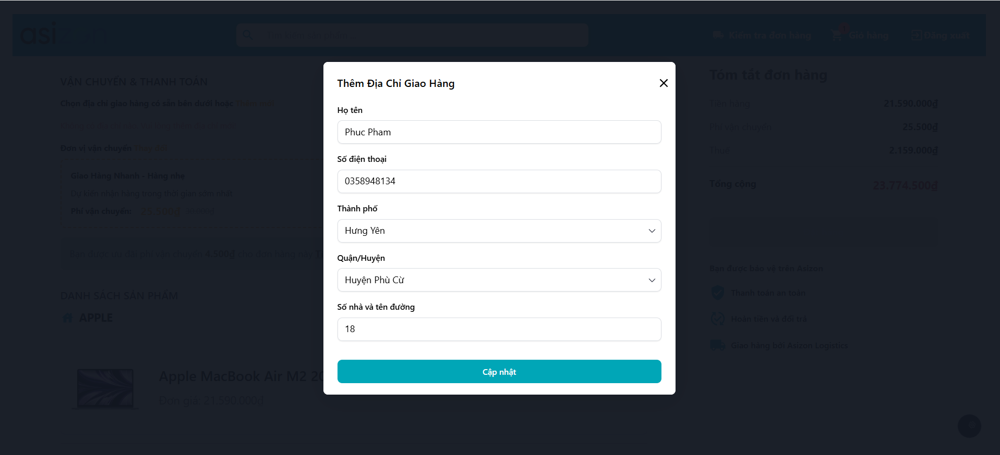 asizon
Tìm kiếm sản phẩm ...
Kiểm tra đơn hàng
1
Giỏ hàng
Đăng xuất
VẬN CHUYỂN & THANH TOÁN
Chọn địa chỉ giao hàng có sẵn bên dưới hoặc Thêm mới
Không có địa chỉ nào. Vui lòng thêm địa chỉ mới!
Đơn vị vận chuyển Thay đổi
Giao Hàng Nhanh - Hàng nhẹ
Dự kiến nhận hàng trong thời gian sớm nhất
Phí vận chuyển: 25.500₫ 30.000₫
Bạn được ưu đãi phí vận chuyển 4.500₫ cho đơn hàng này
DANH SÁCH SẢN PHẨM
APPLE
Apple MacBook Air M2 20
Đơn giá: 21.590.000₫
Thêm Địa Chỉ Giao Hàng
Họ tên
Phuc Pham
Số điện thoại
0358948134
Thành phố
Hưng Yên
Quận/Huyện
Huyện Phù Cừ
Số nhà và tên đường
18
Cập nhật
Tóm tắt đơn hàng
Tiền hàng 21.590.000₫
Phí vận chuyển 25.500₫
Thuế 2.159.000₫
Tổng cộng 23.774.500₫
Bạn được bảo vệ trên Asizon
Thanh toán an toàn
Hoàn tiền và đổi trả
Giao hàng bởi Asizon Logistics